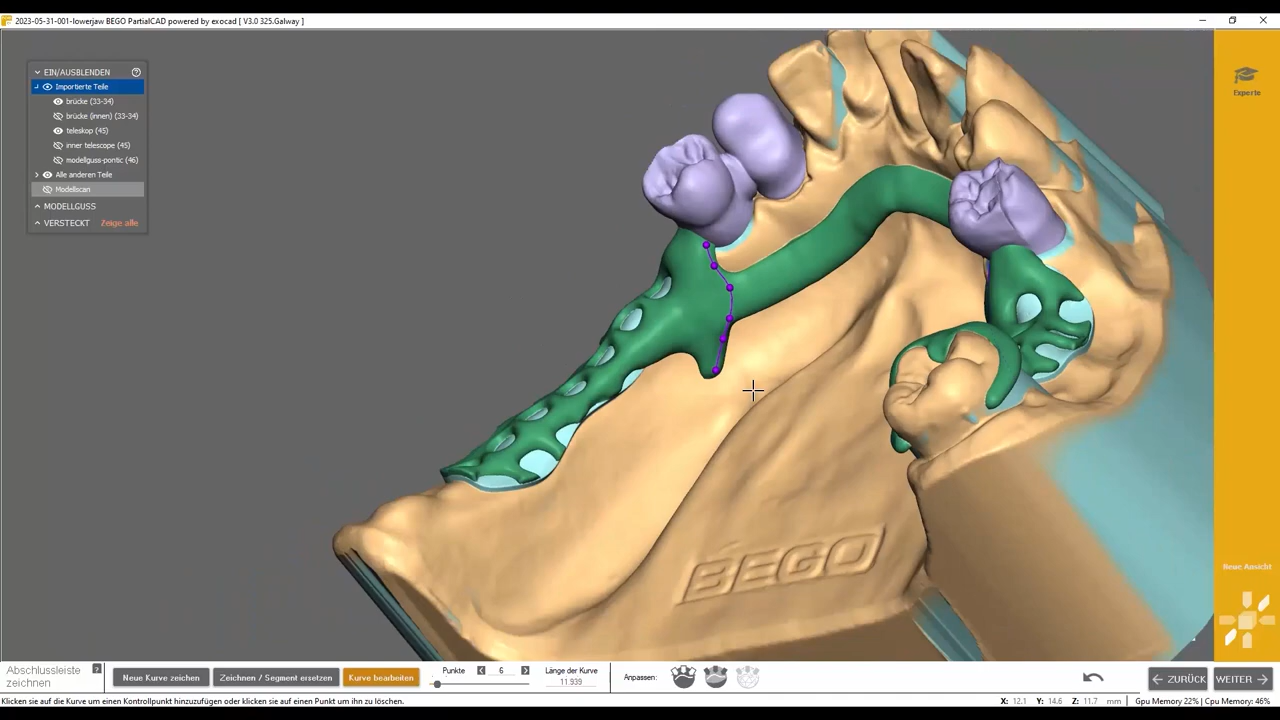 2023-05-31-001-lowerjaw BEGO PartialCAD powered by exocad [ V3.0 325.Galway ]
EIN/AUSBLENDEN
Importierte Teile
brücke (33-34)
brücke (innen) (33-34)
teleskop (45)
inner telescope (45)
modellguss-pontic (46)
Alle anderen Teile
Modellscan
MODELLGUSS
VERSTECKT Zeige alle
Experte
BEGO
Neue Ansicht
Abschlussleiste zeichnen
Neue Kurve zeichen
Zeichnen / Segment ersetzen
Kurve bearbeiten
Punkte
6
Länge der Kurve
11.939
Anpassen:
ZURÜCK
WEITER
Klicken sie auf die Kurve um einen Kontrollpunkt hinzuzufügen oder klicken sie auf einen Punkt um ihn zu löschen.
X: 12.1 Y: 14.6 Z: 11.7 mm
Gpu Memory 22% | Cpu Memory: 46%